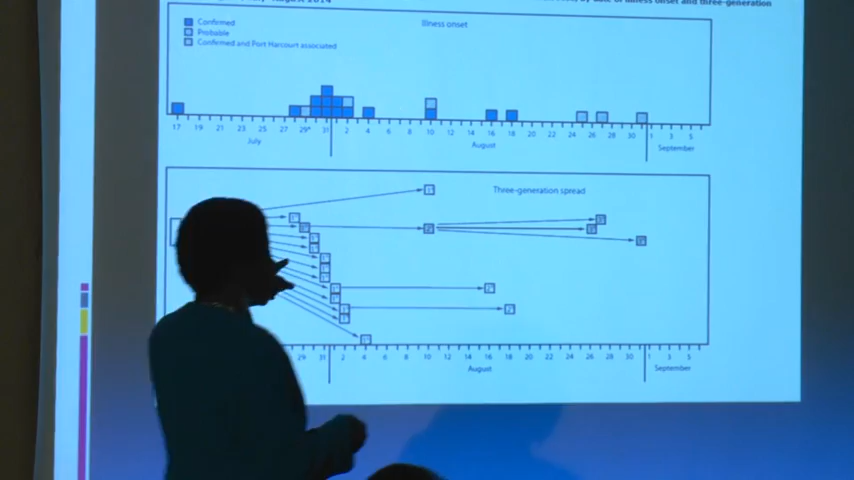 by date of illness onset and three-generation
Illness onset
Confirmed
Probable
Confirmed and Port Harcourt associated
17 19 21 23 25 27 29* 31 2 4 6 8 10 12 14 16 18 20 22 24 26 28 30 1 3 5
July August September
Three-generation spread
29 31 2 4 6 8 10 12 14 16 18 20 22 24 26 28 30 1 3 5
August September